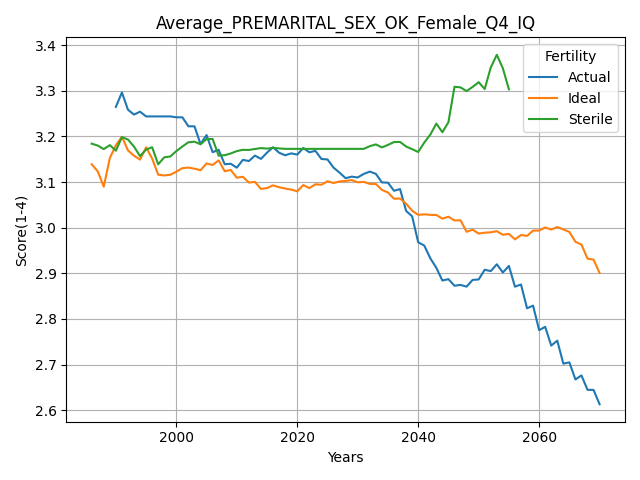 Average_PREMARITAL_SEX_OK_Female_Q4_IQ
3.4
3.3
3.2
3.1
3.0
2.9
2.8
2.7
2.6
Score(1-4)
Fertility
Actual
Ideal
Sterile
2000
2020
2040
2060
Years